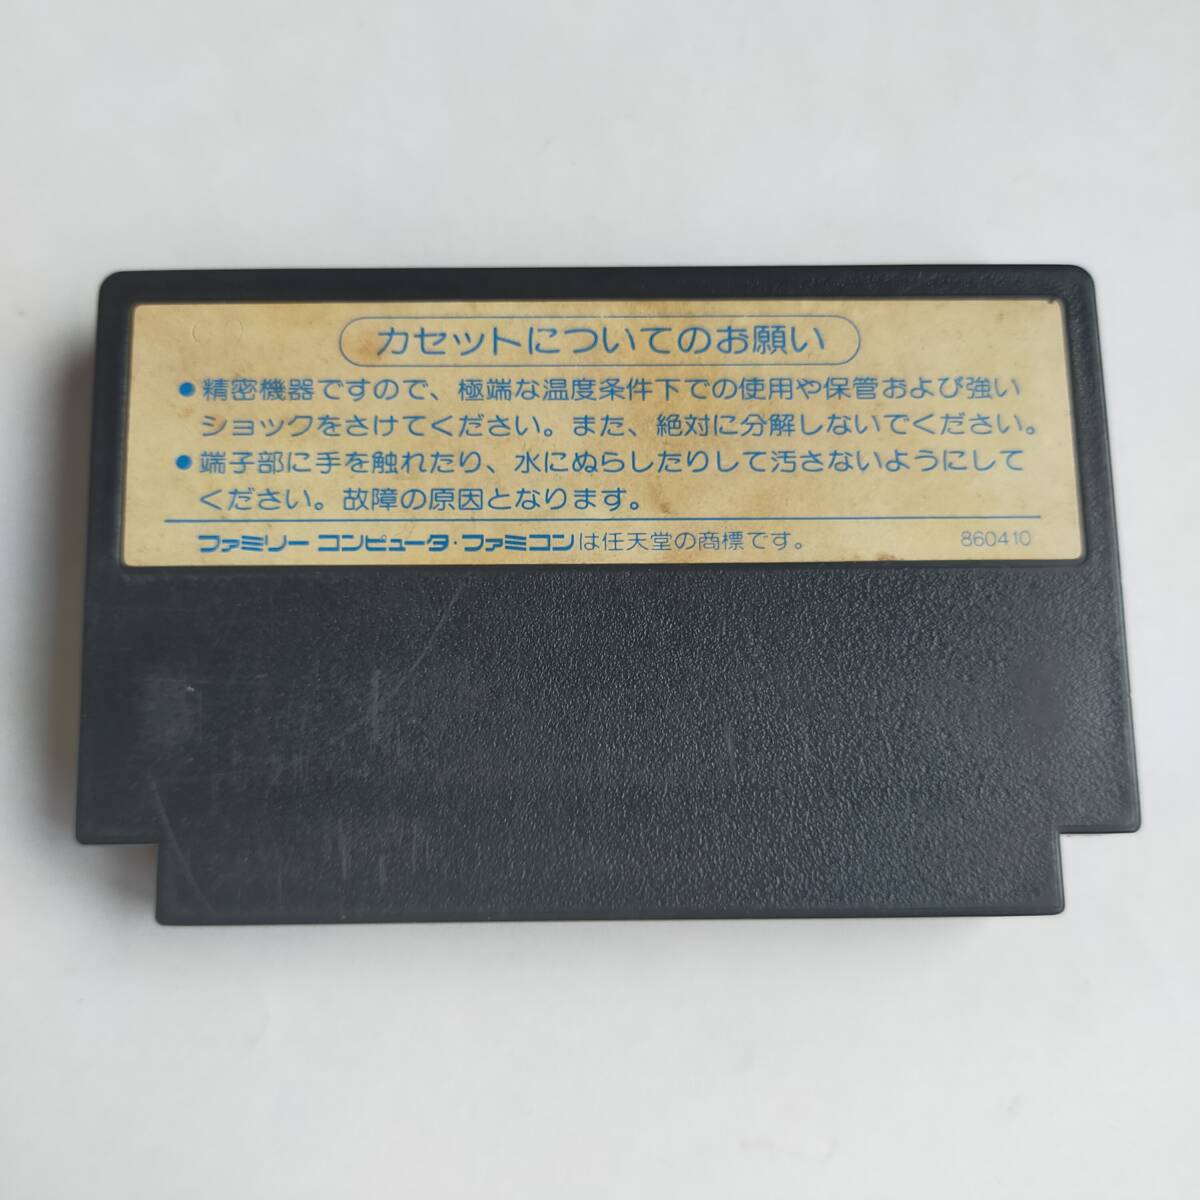 カセットについてのお願い
●精密機器ですので、極端な温度条件下での使用や保管および強い
ショックをさけてください。また、絶対に分解しないでください。
●端子部に手を触れたり、水にぬらしたりして汚さないようにして
ください。故障の原因となります。
ファミリーコンピュータ・ファミコンは任天堂の商標です。 860410